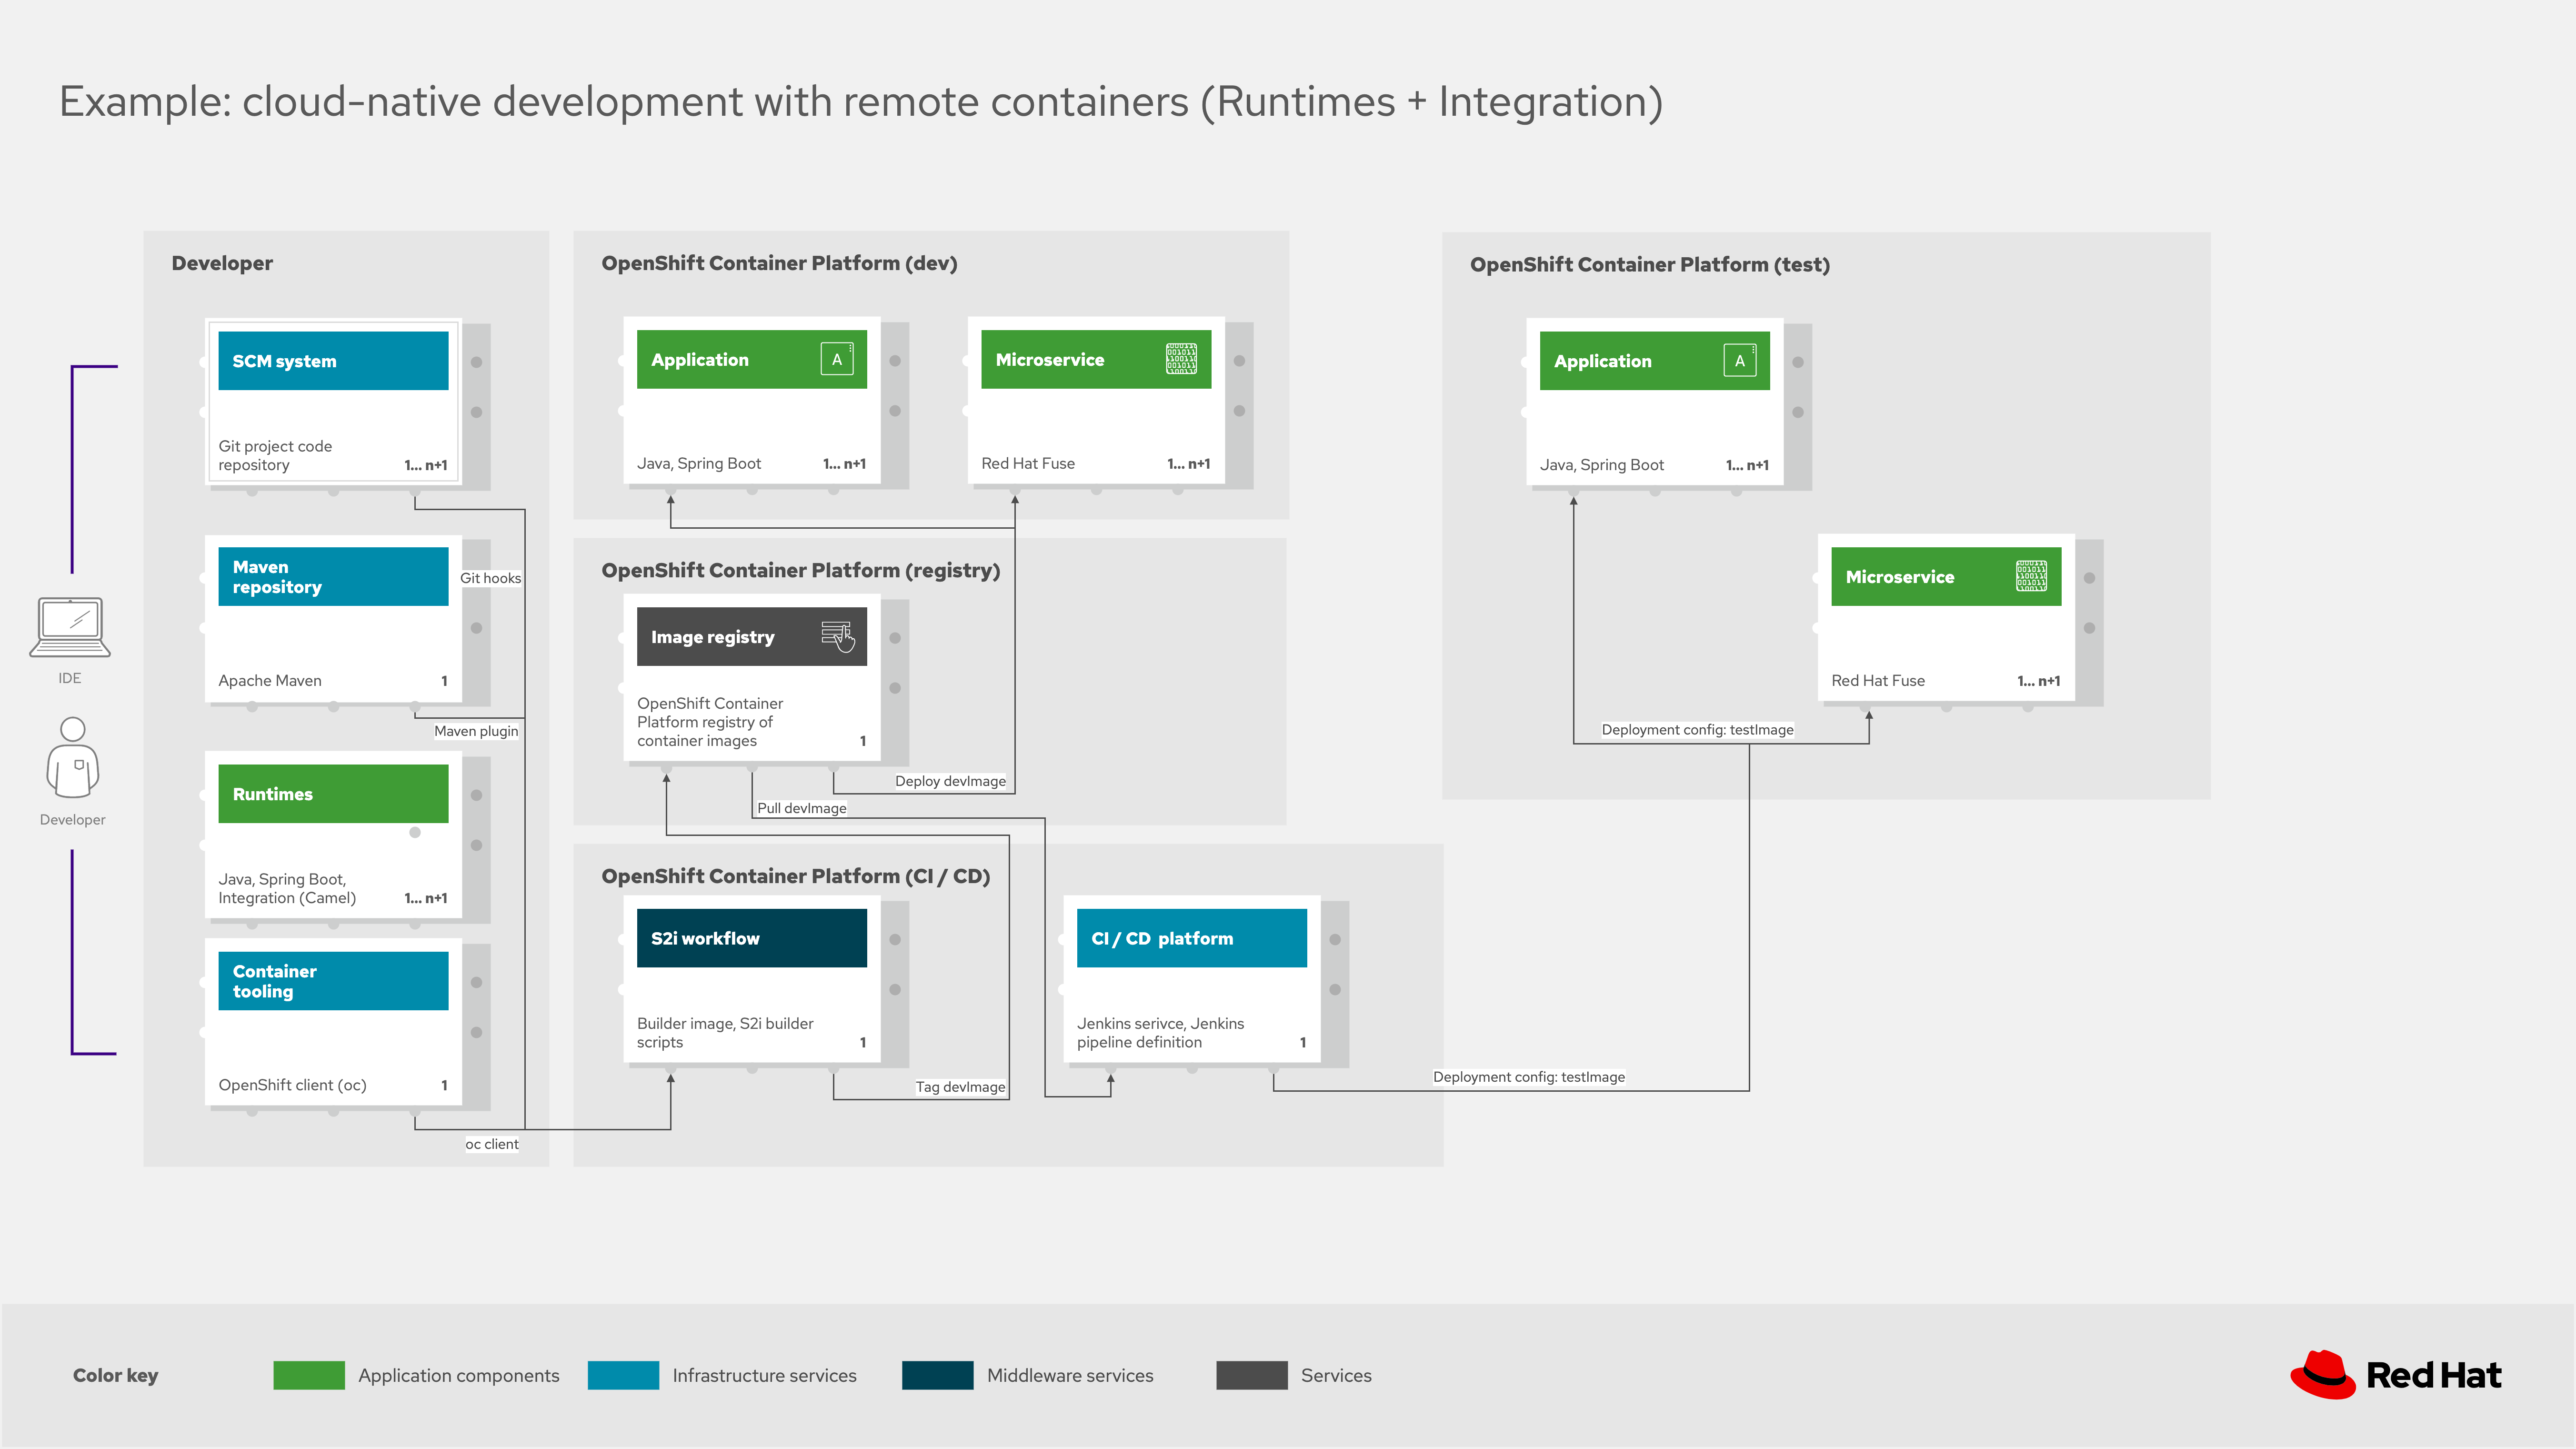 Example: cloud-native development with remote containers (Runtimes + Integration)
Developer
SCM system
Git project code
repository
1... n+1
Git hooks
Maven
repository
Apache Maven
1
Maven plugin
Runtimes
Java, Spring Boot,
Integration (Camel)
1... n+1
Container
tooling
OpenShift client (oc)
1
oc client
IDE
Developer
OpenShift Container Platform (dev)
Application
A
Java, Spring Boot
1... n+1
Microservice
Red Hat Fuse
1... n+1
OpenShift Container Platform (registry)
Image registry
OpenShift Container
Platform registry of
container images
1
Deploy devImage
Pull devImage
OpenShift Container Platform (CI / CD)
S2i workflow
Builder image, S2i builder
scripts
1
Tag devImage
CI / CD platform
Jenkins serivce, Jenkins
pipeline definition
1
Deployment config: testImage
OpenShift Container Platform (test)
Application
A
Java, Spring Boot
1... n+1
Microservice
Red Hat Fuse
1... n+1
Deployment config: testImage
Color key
Application components
Infrastructure services
Middleware services
Services
Red Hat